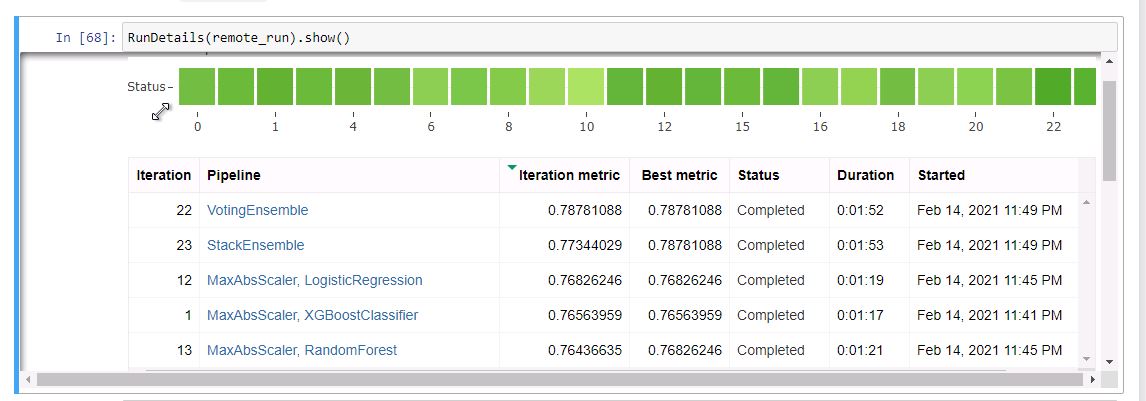 In [68]: RunDetails(remote_run).show()
Status
0 1 4 6 8 10 12 15 16 18 20 22
Iteration Pipeline Iteration metric Best metric Status Duration Started
22 VotingEnsemble 0.78781088 0.78781088 Completed 0:01:52 Feb 14, 2021 11:49 PM
23 StackEnsemble 0.77344029 0.78781088 Completed 0:01:53 Feb 14, 2021 11:49 PM
12 MaxAbsScaler, LogisticRegression 0.76826246 0.76826246 Completed 0:01:19 Feb 14, 2021 11:45 PM
1 MaxAbsScaler, XGBoostClassifier 0.76563959 0.76563959 Completed 0:01:17 Feb 14, 2021 11:41 PM
13 MaxAbsScaler, RandomForest 0.76436635 0.76826246 Completed 0:01:21 Feb 14, 2021 11:45 PM